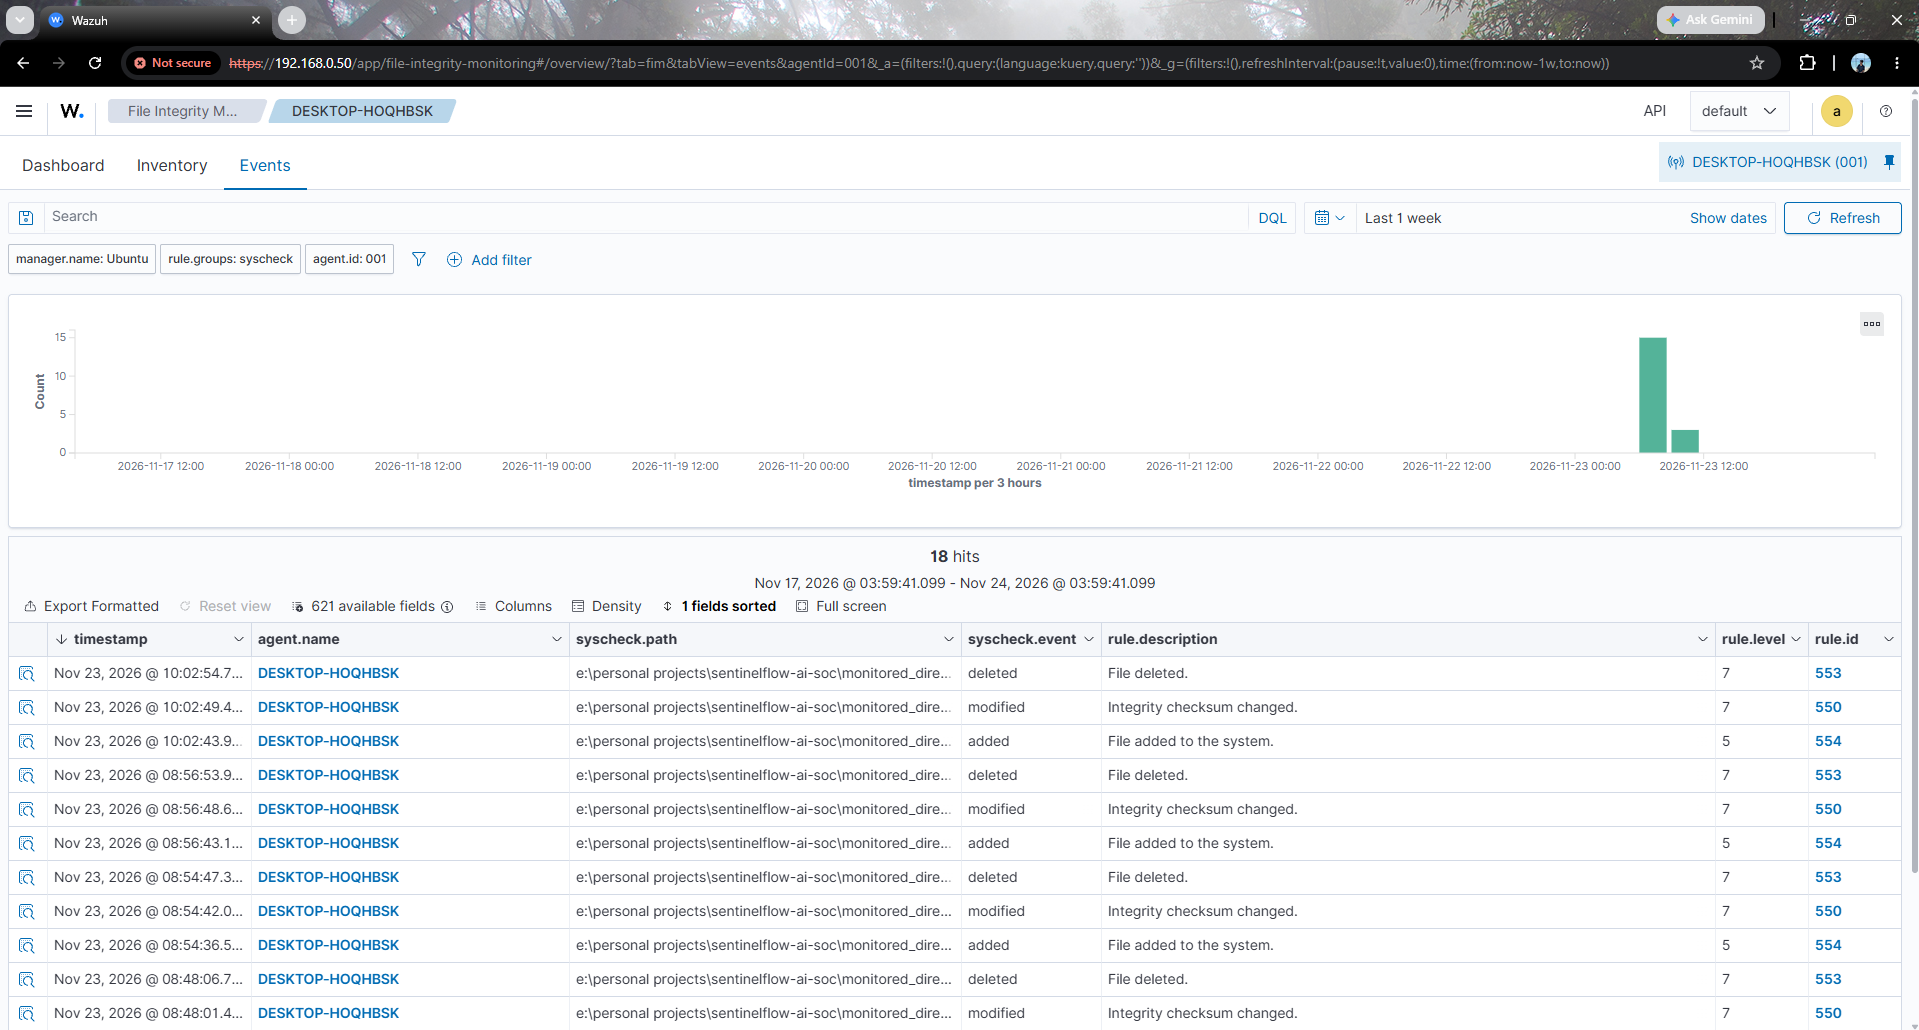 Wazuh
Ask Gemini
Not secure
https://192.168.0.50/app/file-integrity-monitoring#/overview/?tab=fim&tabView=events&agentId=001&_a=(filters:!(),query:(language:kuery,query:''))&_g=(filters:!(),refreshInterval:(pause:!t,value:0),time:(from:now-1w,to:now))
W. File Integrity M... DESKTOP-HOQHBSK API default a
Dashboard Inventory Events DESKTOP-HOQHBSK (001)
Search DQL Last 1 week Show dates Refresh
manager.name: Ubuntu rule.groups: syscheck agent.id: 001 Add filter
15
10
5
0
Count
2026-11-17 12:00 2026-11-18 00:00 2026-11-18 12:00 2026-11-19 00:00 2026-11-19 12:00 2026-11-20 00:00 2026-11-20 12:00 2026-11-21 00:00 2026-11-21 12:00 2026-11-22 00:00 2026-11-22 12:00 2026-11-23 00:00 2026-11-23 12:00
timestamp per 3 hours
18 hits
Nov 17, 2026 @ 03:59:41.099 - Nov 24, 2026 @ 03:59:41.099
Export Formatted Reset view 621 available fields Columns Density 1 fields sorted Full screen
timestamp agent.name syscheck.path syscheck.event rule.description rule.level rule.id
Nov 23, 2026 @ 10:02:54.7... DESKTOP-HOQHBSK e:\personal projects\sentinelflow-ai-soc\monitored_dire... deleted File deleted. 7 553
Nov 23, 2026 @ 10:02:49.4... DESKTOP-HOQHBSK e:\personal projects\sentinelflow-ai-soc\monitored_dire... modified Integrity checksum changed. 7 550
Nov 23, 2026 @ 10:02:43.9... DESKTOP-HOQHBSK e:\personal projects\sentinelflow-ai-soc\monitored_dire... added File added to the system. 5 554
Nov 23, 2026 @ 08:56:53.9... DESKTOP-HOQHBSK e:\personal projects\sentinelflow-ai-soc\monitored_dire... deleted File deleted. 7 553
Nov 23, 2026 @ 08:56:48.6... DESKTOP-HOQHBSK e:\personal projects\sentinelflow-ai-soc\monitored_dire... modified Integrity checksum changed. 7 550
Nov 23, 2026 @ 08:56:43.1... DESKTOP-HOQHBSK e:\personal projects\sentinelflow-ai-soc\monitored_dire... added File added to the system. 5 554
Nov 23, 2026 @ 08:54:47.3... DESKTOP-HOQHBSK e:\personal projects\sentinelflow-ai-soc\monitored_dire... deleted File deleted. 7 553
Nov 23, 2026 @ 08:54:42.0... DESKTOP-HOQHBSK e:\personal projects\sentinelflow-ai-soc\monitored_dire... modified Integrity checksum changed. 7 550
Nov 23, 2026 @ 08:54:36.5... DESKTOP-HOQHBSK e:\personal projects\sentinelflow-ai-soc\monitored_dire... added File added to the system. 5 554
Nov 23, 2026 @ 08:48:06.7... DESKTOP-HOQHBSK e:\personal projects\sentinelflow-ai-soc\monitored_dire... deleted File deleted. 7 553
Nov 23, 2026 @ 08:48:01.4... DESKTOP-HOQHBSK e:\personal projects\sentinelflow-ai-soc\monitored_dire... modified Integrity checksum changed. 7 550